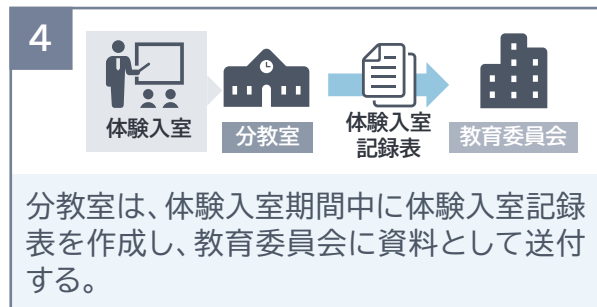 4
体験入室
分教室
体験入室
記録表
教育委員会
分教室は、体験入室期間中に体験入室記録
表を作成し、教育委員会に資料として送付
する。